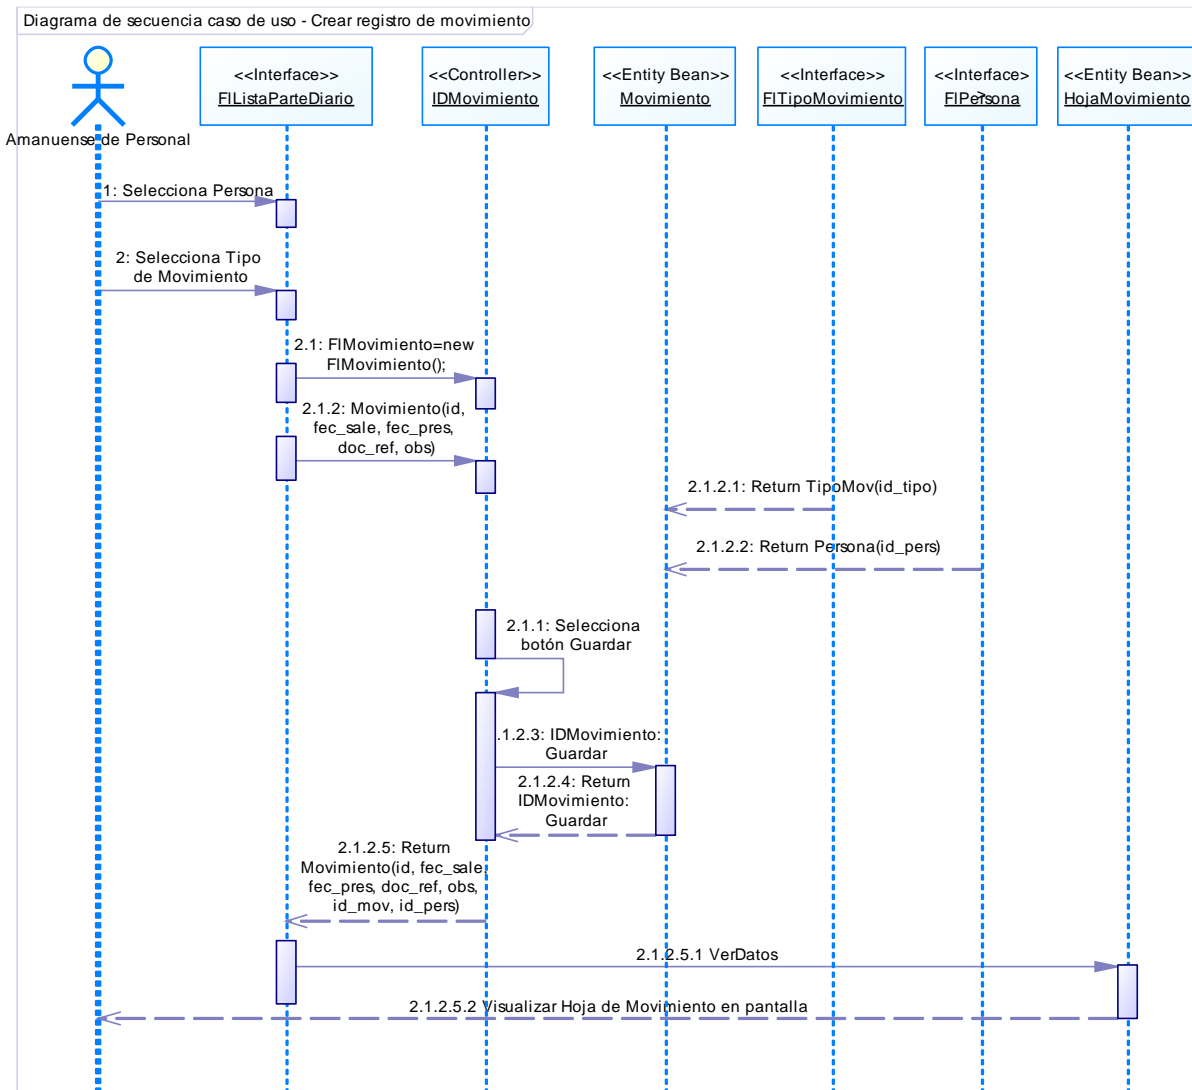 Diagrama de secuencia caso de uso - Crear registro de movimiento
<<Interface>>
FIListaParteDiario
<<Controller>>
IDMovimiento
<<Entity Bean>>
Movimiento
<<Interface>>
FITipoMovimiento
<<Interface>
>
FIPersona
<<Entity Bean>>
HojaMovimiento
Amanuense de Personal
1: Selecciona Persona
2: Selecciona Tipo
de Movimiento
2.1: FIMovimiento=new
FIMovimiento();
2.1.2: Movimiento(id,
fec_sale, fec_pres,
doc_ref, obs)
2.1.2.1: Return TipoMov(id_tipo)
2.1.2.2: Return Persona(id_pers)
2.1.1: Selecciona
botón Guardar
.1.2.3: IDMovimiento:
Guardar
2.1.2.4: Return
IDMovimiento:
Guardar
2.1.2.5: Return
Movimiento(id, fec_sale,
fec_pres, doc_ref, obs,
id_mov, id_pers)
2.1.2.5.1 VerDatos
2.1.2.5.2 Visualizar Hoja de Movimiento en pantalla